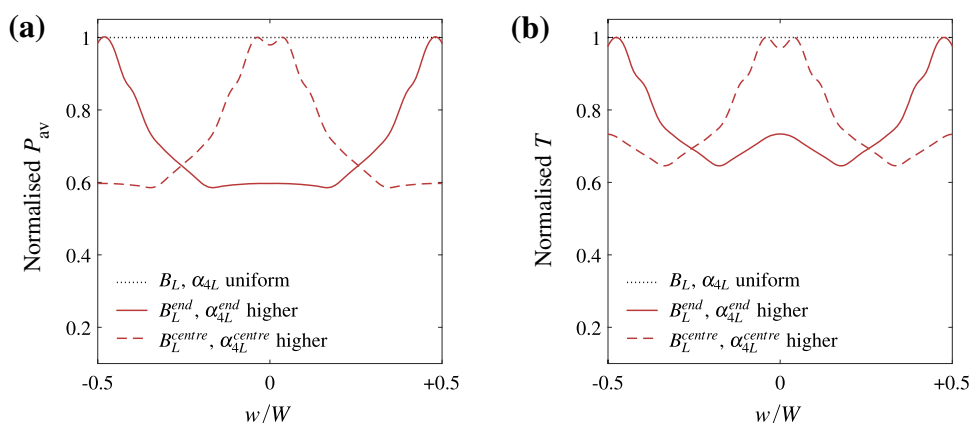 (a)
Normalised P_av
1
0.8
0.6
0.4
0.2
B_L, α_4L uniform
B_L^end, α_4L^end higher
B_L^centre, α_4L^centre higher
-0.5 0 +0.5
w/W
(b)
Normalised T
1
0.8
0.6
0.4
0.2
B_L, α_4L uniform
B_L^end, α_4L^end higher
B_L^centre, α_4L^centre higher
-0.5 0 +0.5
w/W